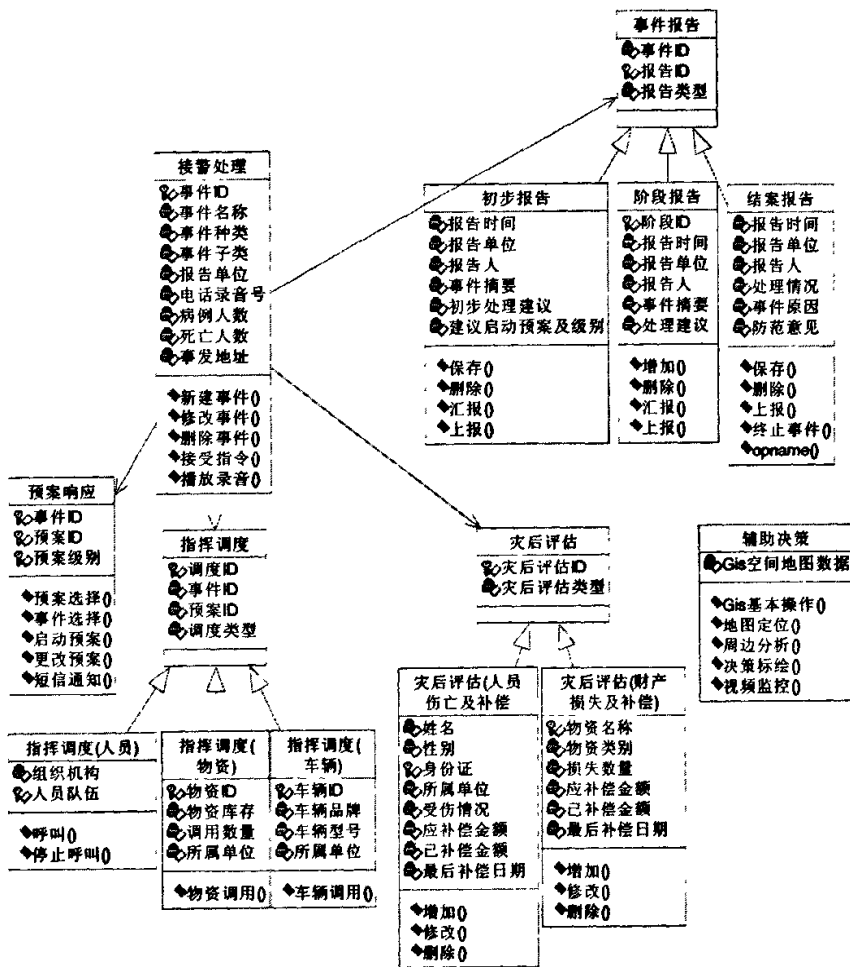 事件报告
事件ID
报告ID
报告类型
接警处理
事件ID
事件名称
事件种类
事件子类
报告单位
电话录音号
病例人数
死亡人数
事发地址
新建事件()
修改事件()
删除事件()
接受指令()
播放录音()
初步报告
报告时间
报告单位
报告人
事件摘要
初步处理建议
建议启动预案及级别
保存()
删除()
汇报()
上报()
阶段报告
阶段ID
报告时间
报告单位
报告人
事件摘要
处理建议
增加()
删除()
汇报()
上报()
结案报告
报告时间
报告单位
报告人
处理情况
事件原因
防范意见
保存()
删除()
上报()
终止事件()
opname()
预案响应
事件ID
预案ID
预案级别
预案选择()
事件选择()
启动预案()
更改预案()
短信通知()
指挥调度
调度ID
事件ID
预案ID
调度类型
灾后评估
灾后评估ID
灾后评估类型
辅助决策
Gis空间地图数据
Gis基本操作()
地图定位()
周边分析()
决策标绘()
视频监控()
指挥调度(人员)
组织机构
人员队伍
呼叫()
停止呼叫()
指挥调度(
物资)
物资ID
物资库存
调用数量
所属单位
物资调用()
指挥调度(
车辆)
车辆ID
车辆品牌
车辆型号
所属单位
车辆调用()
灾后评估(人员
伤亡及补偿)
姓名
性别
身份证
所属单位
受伤情况
应补偿金额
已补偿金额
最后补偿日期
增加()
修改()
删除()
灾后评估(财产
损失及补偿)
物资名称
物资类别
损失数量
应补偿金额
已补偿金额
最后补偿日期
增加()
修改()
删除()